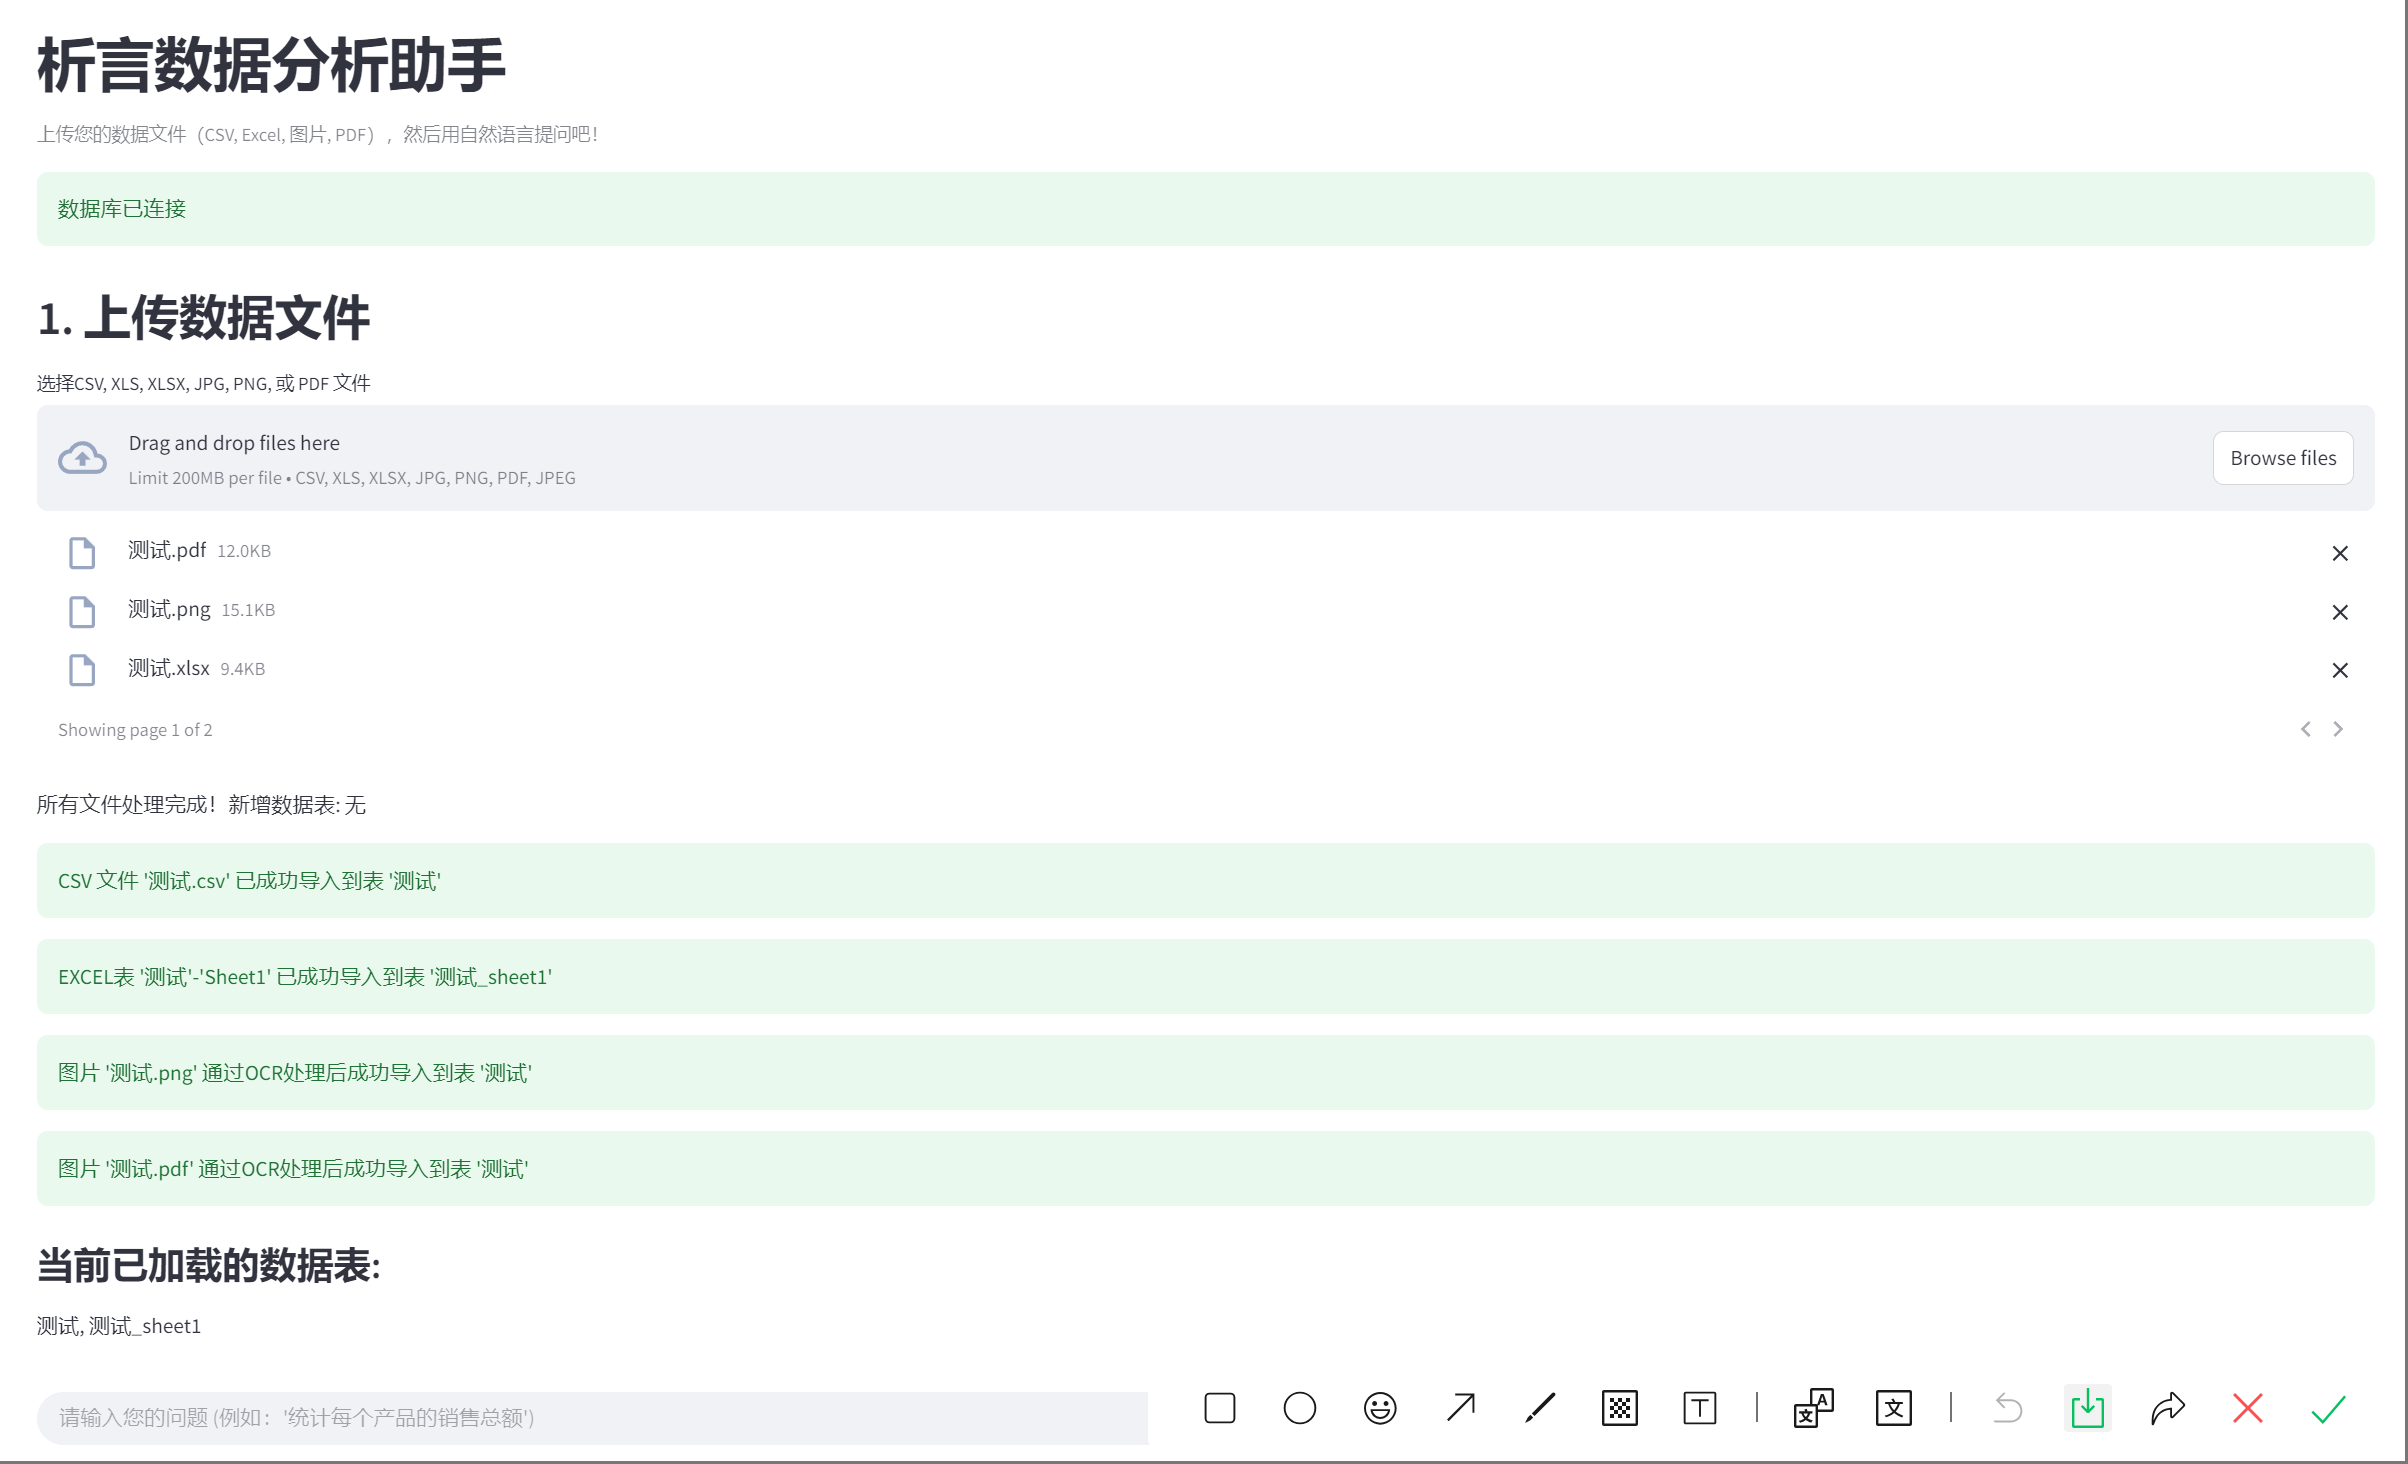 析言数据分析助手
上传您的数据文件（CSV, Excel, 图片, PDF），然后用自然语言提问吧！
数据库已连接
1. 上传数据文件
选择CSV, XLS, XLSX, JPG, PNG, 或 PDF 文件
Drag and drop files here
Limit 200MB per file • CSV, XLS, XLSX, JPG, PNG, PDF, JPEG
Browse files
测试.pdf 12.0KB
测试.png 15.1KB
测试.xlsx 9.4KB
Showing page 1 of 2
所有文件处理完成！新增数据表: 无
CSV 文件 '测试.csv' 已成功导入到表 '测试'
EXCEL表 '测试'-'Sheet1' 已成功导入到表 '测试_sheet1'
图片 '测试.png' 通过OCR处理后成功导入到表 '测试'
图片 '测试.pdf' 通过OCR处理后成功导入到表 '测试'
当前已加载的数据表:
测试, 测试_sheet1
请输入您的问题 (例如：'统计每个产品的销售总额')
T
文A
文